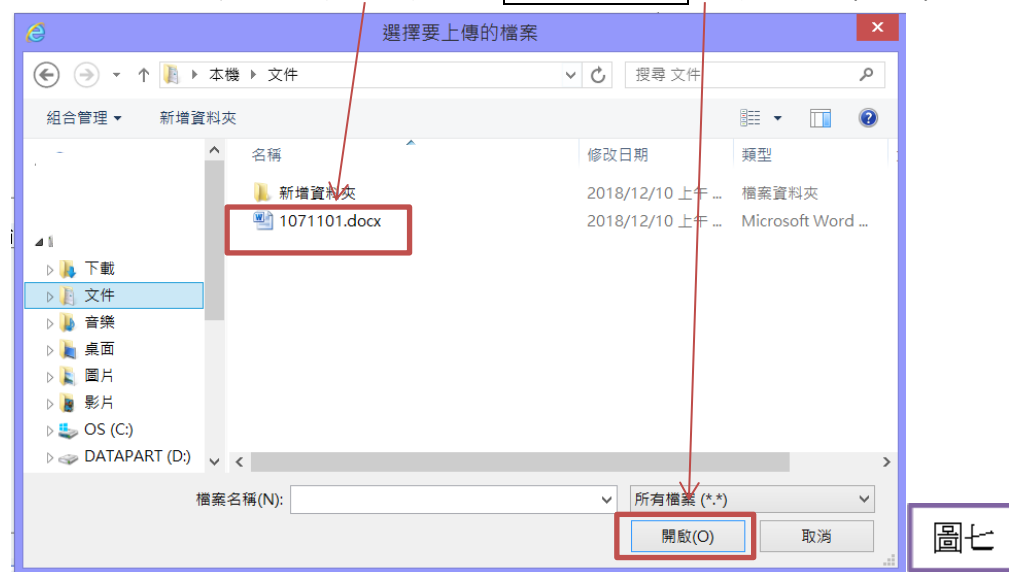 選擇要上傳的檔案
本機 文件
搜尋 文件
組合管理 新增資料夾
名稱 修改日期 類型
新增資料夾 2018/12/10 上午 ... 檔案資料夾
1071101.docx 2018/12/10 上午 ... Microsoft Word ...
下載
文件
音樂
桌面
圖片
影片
OS (C:)
DATAPART (D:)
檔案名稱(N): 所有檔案 (*.*)
開啟(O) 取消
圖七